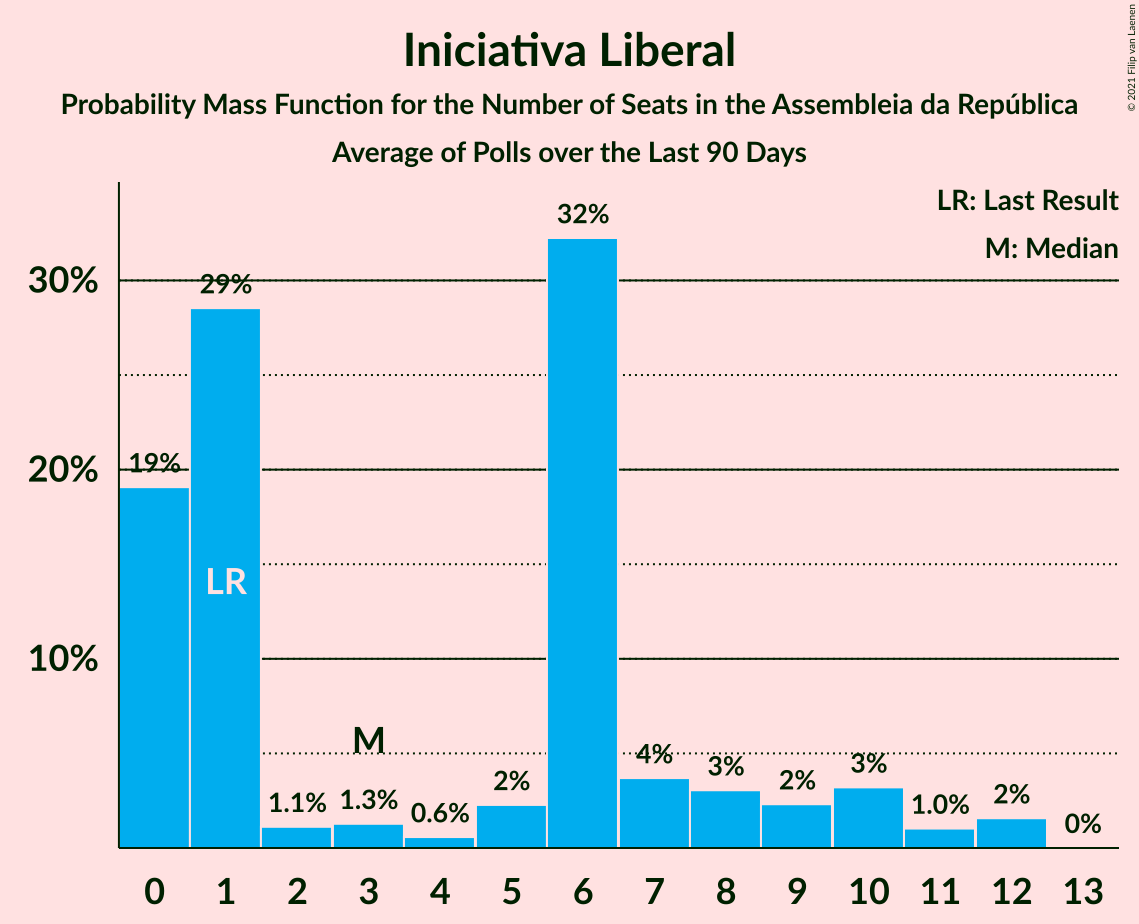 Iniciativa Liberal
Probability Mass Function for the Number of Seats in the Assembleia da República
Average of Polls over the Last 90 Days
© 2021 Filip van Laenen
LR: Last Result
M: Median
32%
30%
29%
20%
19%
LR
10%
M
4%
3%
3%
2%
2%
2%
1.1%
1.3%
0.6%
1.0%
0%
0 1 2 3 4 5 6 7 8 9 10 11 12 13